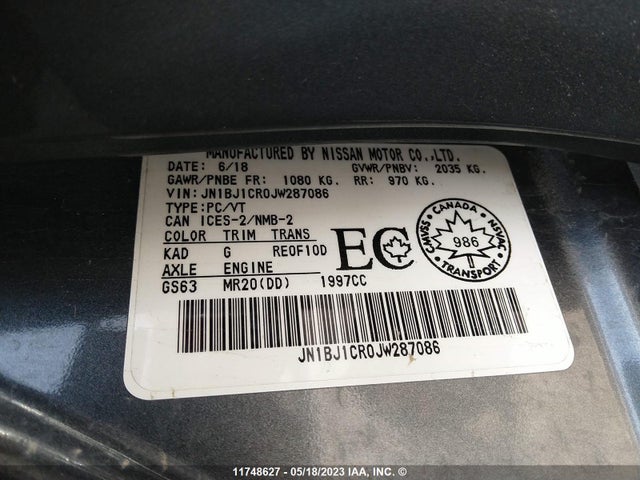 MANUFACTURED BY NISSAN MOTOR CO.,LTD.
DATE: 6/18 GVWR/PNBV: 2035 KG.
GAWR/PNBE FR: 1080 KG. RR: 970 KG.
VIN: JN1BJ1CR0JW287086
TYPE:PC/VT
CAN ICES-2/NMB-2
COLOR TRIM TRANS
KAD G RE0F10D
AXLE ENGINE
GS63 MR20(DD) 1997CC
EC
CANADA
CMVSS NSVAC
986
TRANSPORT
JN1BJ1CR0JW287086
11748627 - 05/18/2023 IAA, INC. ©